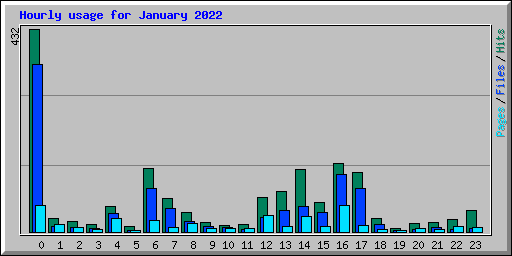 Hourly usage for January 2022
432
Pages/Files/Hits
0 1 2 3 4 5 6 7 8 9 10 11 12 13 14 15 16 17 18 19 20 21 22 23